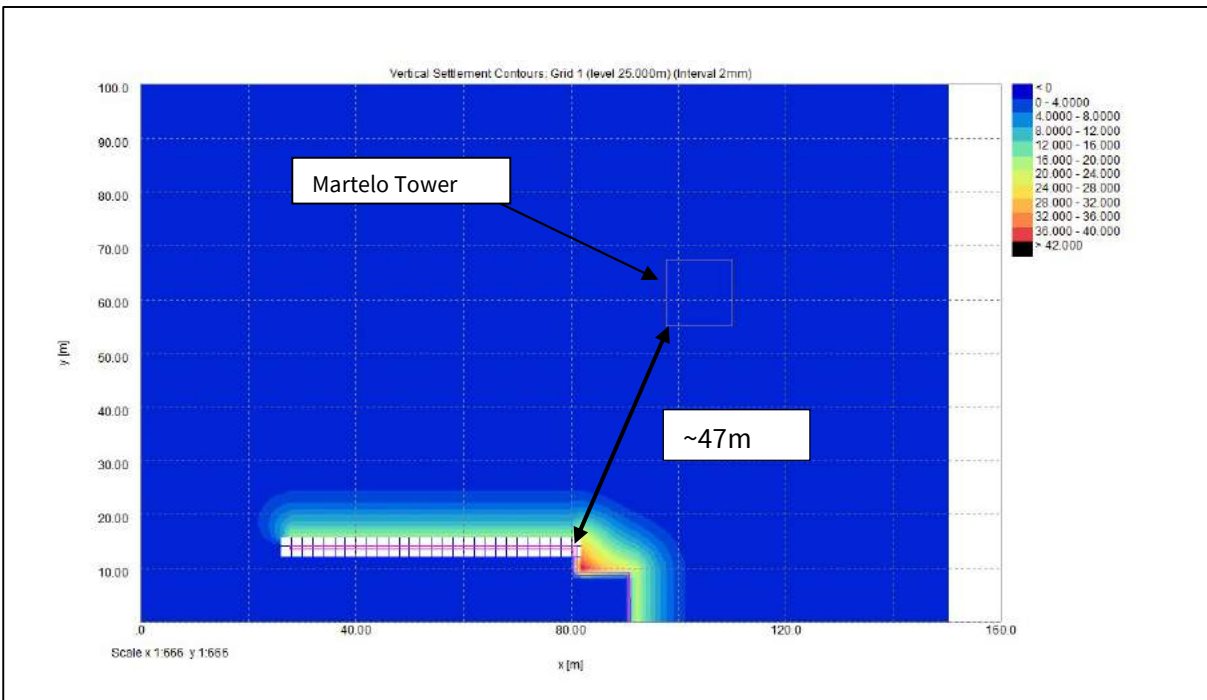 Vertical Settlement Contours: Grid 1 (level 25.000m) (Interval 2mm)
100.0
90.00
80.00
70.00
60.00
50.00
40.00
30.00
20.00
10.00
y [m]
Martelo Tower
~47m
< 0
0 - 4.0000
4.0000 - 8.0000
8.0000 - 12.000
12.000 - 16.000
16.000 - 20.000
20.000 - 24.000
24.000 - 28.000
28.000 - 32.000
32.000 - 36.000
36.000 - 40.000
> 42.000
.0
40.00
80.00
120.0
160.0
Scale x 1:666 y 1:666
x [m]